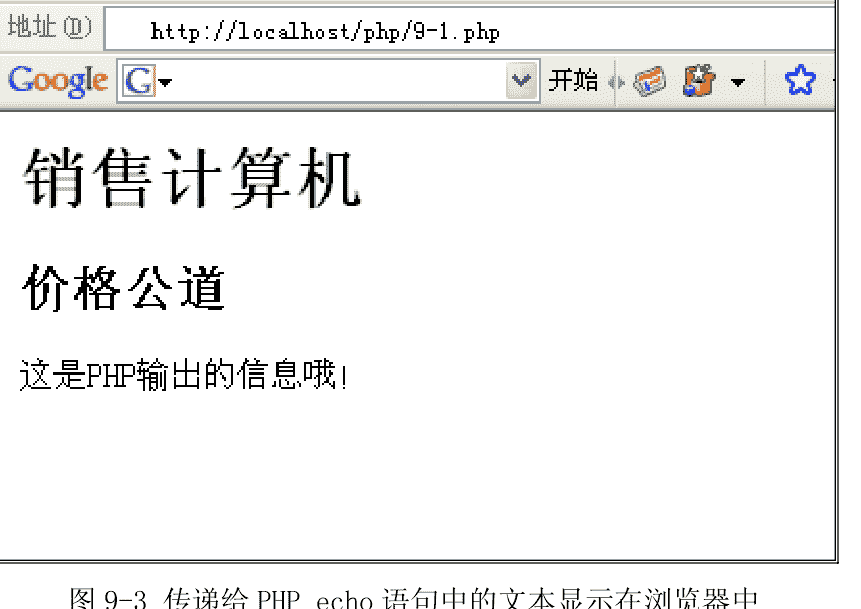 地址(D) http://localhost/php/9-1.php
Google G 开始
销售计算机
价格公道
这是PHP输出的信息哦!
图 9-3 传递给 PHP echo 语句中的文本显示在浏览器中